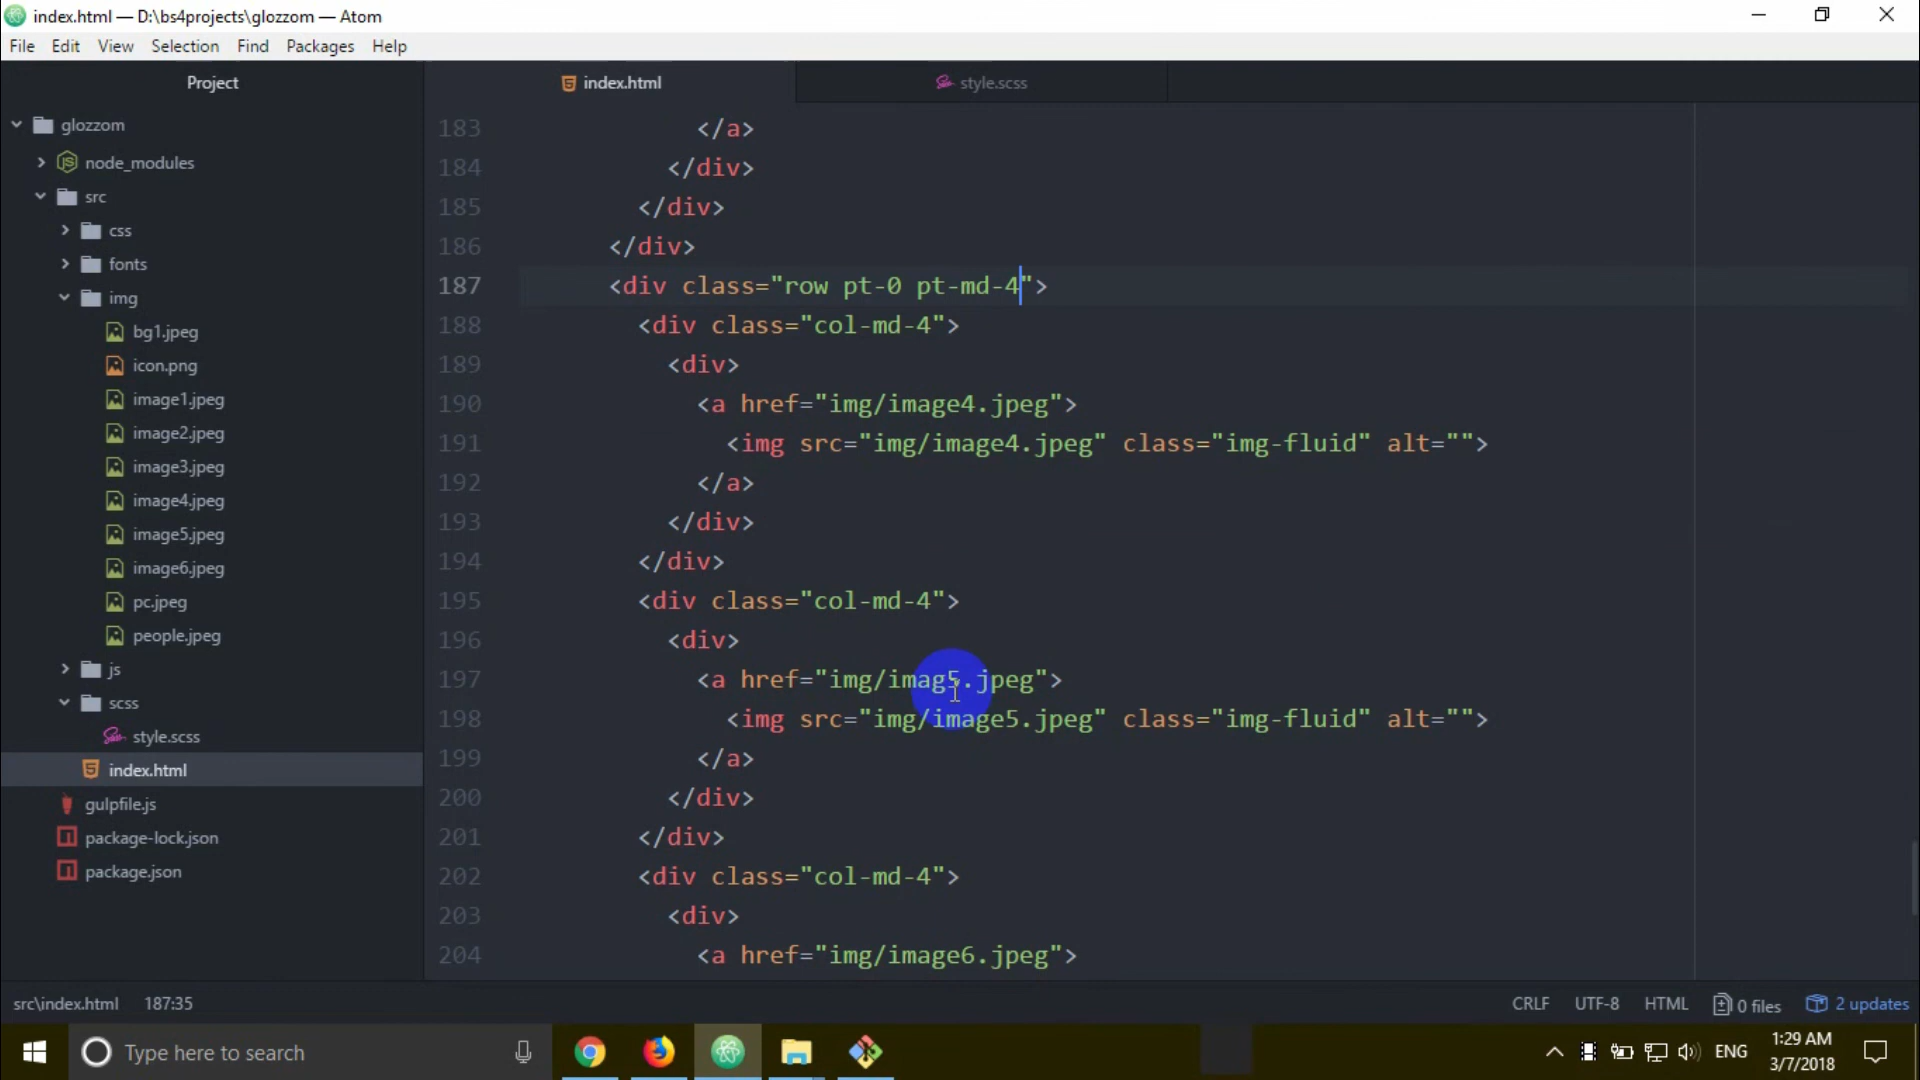 index.html — D:\bs4projects\glozzom — Atom
File Edit View Selection Find Packages Help
Project
glozzom
node_modules
src
css
fonts
img
bg1.jpeg
icon.png
image1.jpeg
image2.jpeg
image3.jpeg
image4.jpeg
image5.jpeg
image6.jpeg
pc.jpeg
people.jpeg
js
scss
style.scss
index.html
gulpfile.js
package-lock.json
package.json
index.html style.scss
183 </a>
184 </div>
185 </div>
186 </div>
187 <div class="row pt-0 pt-md-4">
188 <div class="col-md-4">
189 <div>
190 <a href="img/image4.jpeg">
191 <img src="img/image4.jpeg" class="img-fluid" alt="">
192 </a>
193 </div>
194 </div>
195 <div class="col-md-4">
196 <div>
197 <a href="img/imag5.jpeg">
198 <img src="img/image5.jpeg" class="img-fluid" alt="">
199 </a>
200 </div>
201 </div>
202 <div class="col-md-4">
203 <div>
204 <a href="img/image6.jpeg">
src\index.html 187:35 CRLF UTF-8 HTML 0 files 2 updates
Type here to search
ENG
1:29 AM
3/7/2018